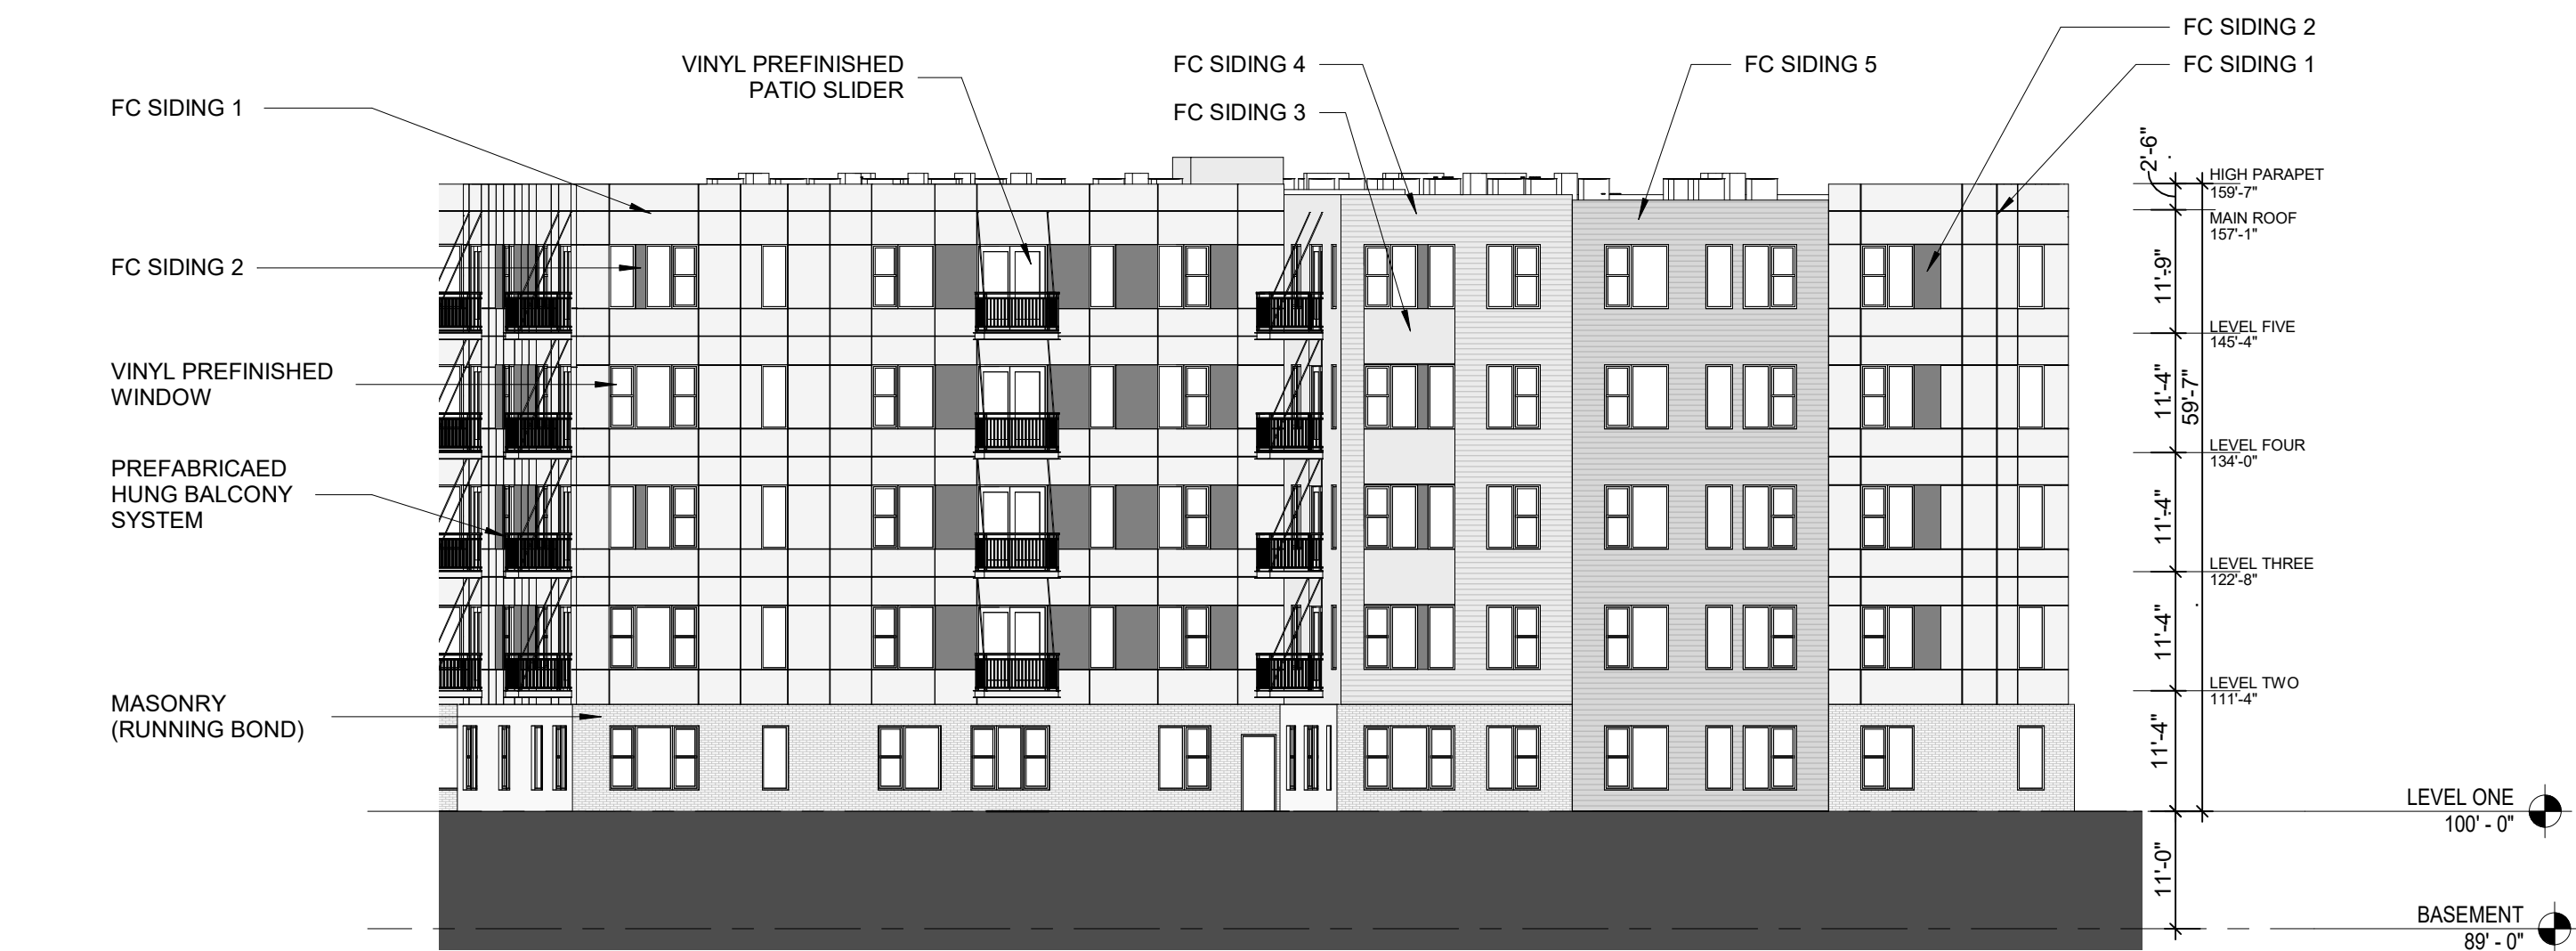 FC SIDING 2
VINYL PREFINISHED
PATIO SLIDER
FC SIDING 4
FC SIDING 5
FC SIDING 1
FC SIDING 1
FC SIDING 3
2'-6"
HIGH PARAPET
159'-7"
MAIN ROOF
157'-1"
FC SIDING 2
11'-9"
LEVEL FIVE
145'-4"
VINYL PREFINISHED
WINDOW
11'-4"
59'-7"
LEVEL FOUR
134'-0"
PREFABRICAED
HUNG BALCONY
SYSTEM
11'-4"
LEVEL THREE
122'-8"
11'-4"
LEVEL TWO
111'-4"
MASONRY
(RUNNING BOND)
11'-4"
LEVEL ONE
100' - 0"
11'-0"
BASEMENT
89' - 0"